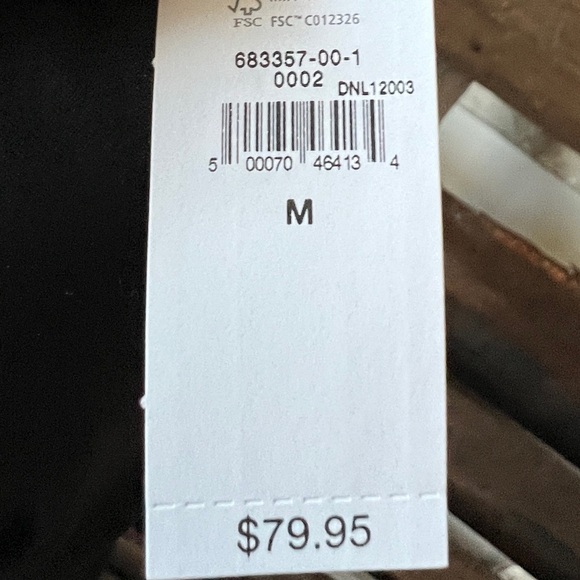 FSC FSC™ C012326
683357-00-1
0002 DNL12003
5 00070 46413 4
M
$79.95